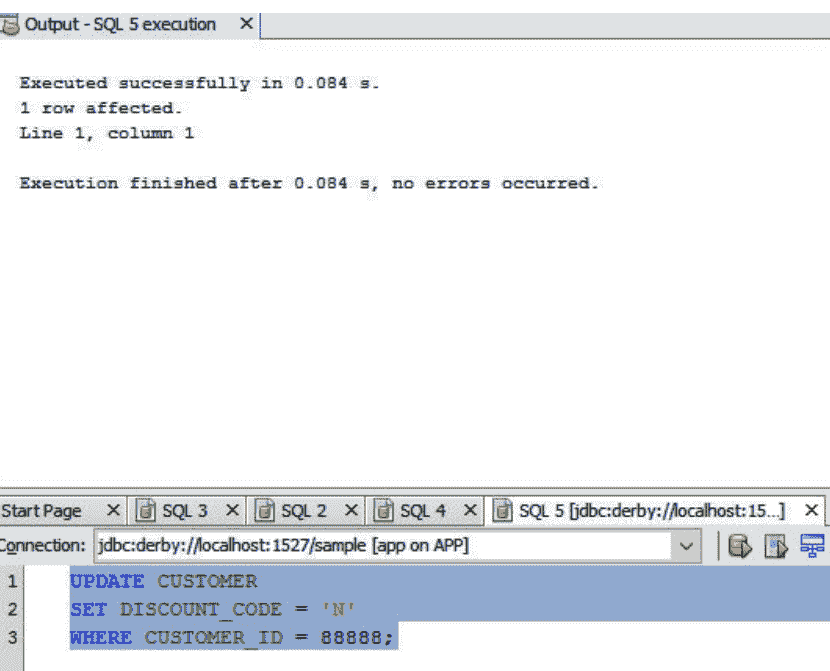 Output - SQL 5 execution
Executed successfully in 0.084 s.
1 row affected.
Line 1, column 1
Execution finished after 0.084 s, no errors occurred.
Start Page SQL 3 SQL 2 SQL 4 SQL 5 [jdbc:derby://localhost:15...]
Connection: jdbc:derby://localhost:1527/sample [app on APP]
1 UPDATE CUSTOMER
2 SET DISCOUNT_CODE = 'N'
3 WHERE CUSTOMER_ID = 88888;